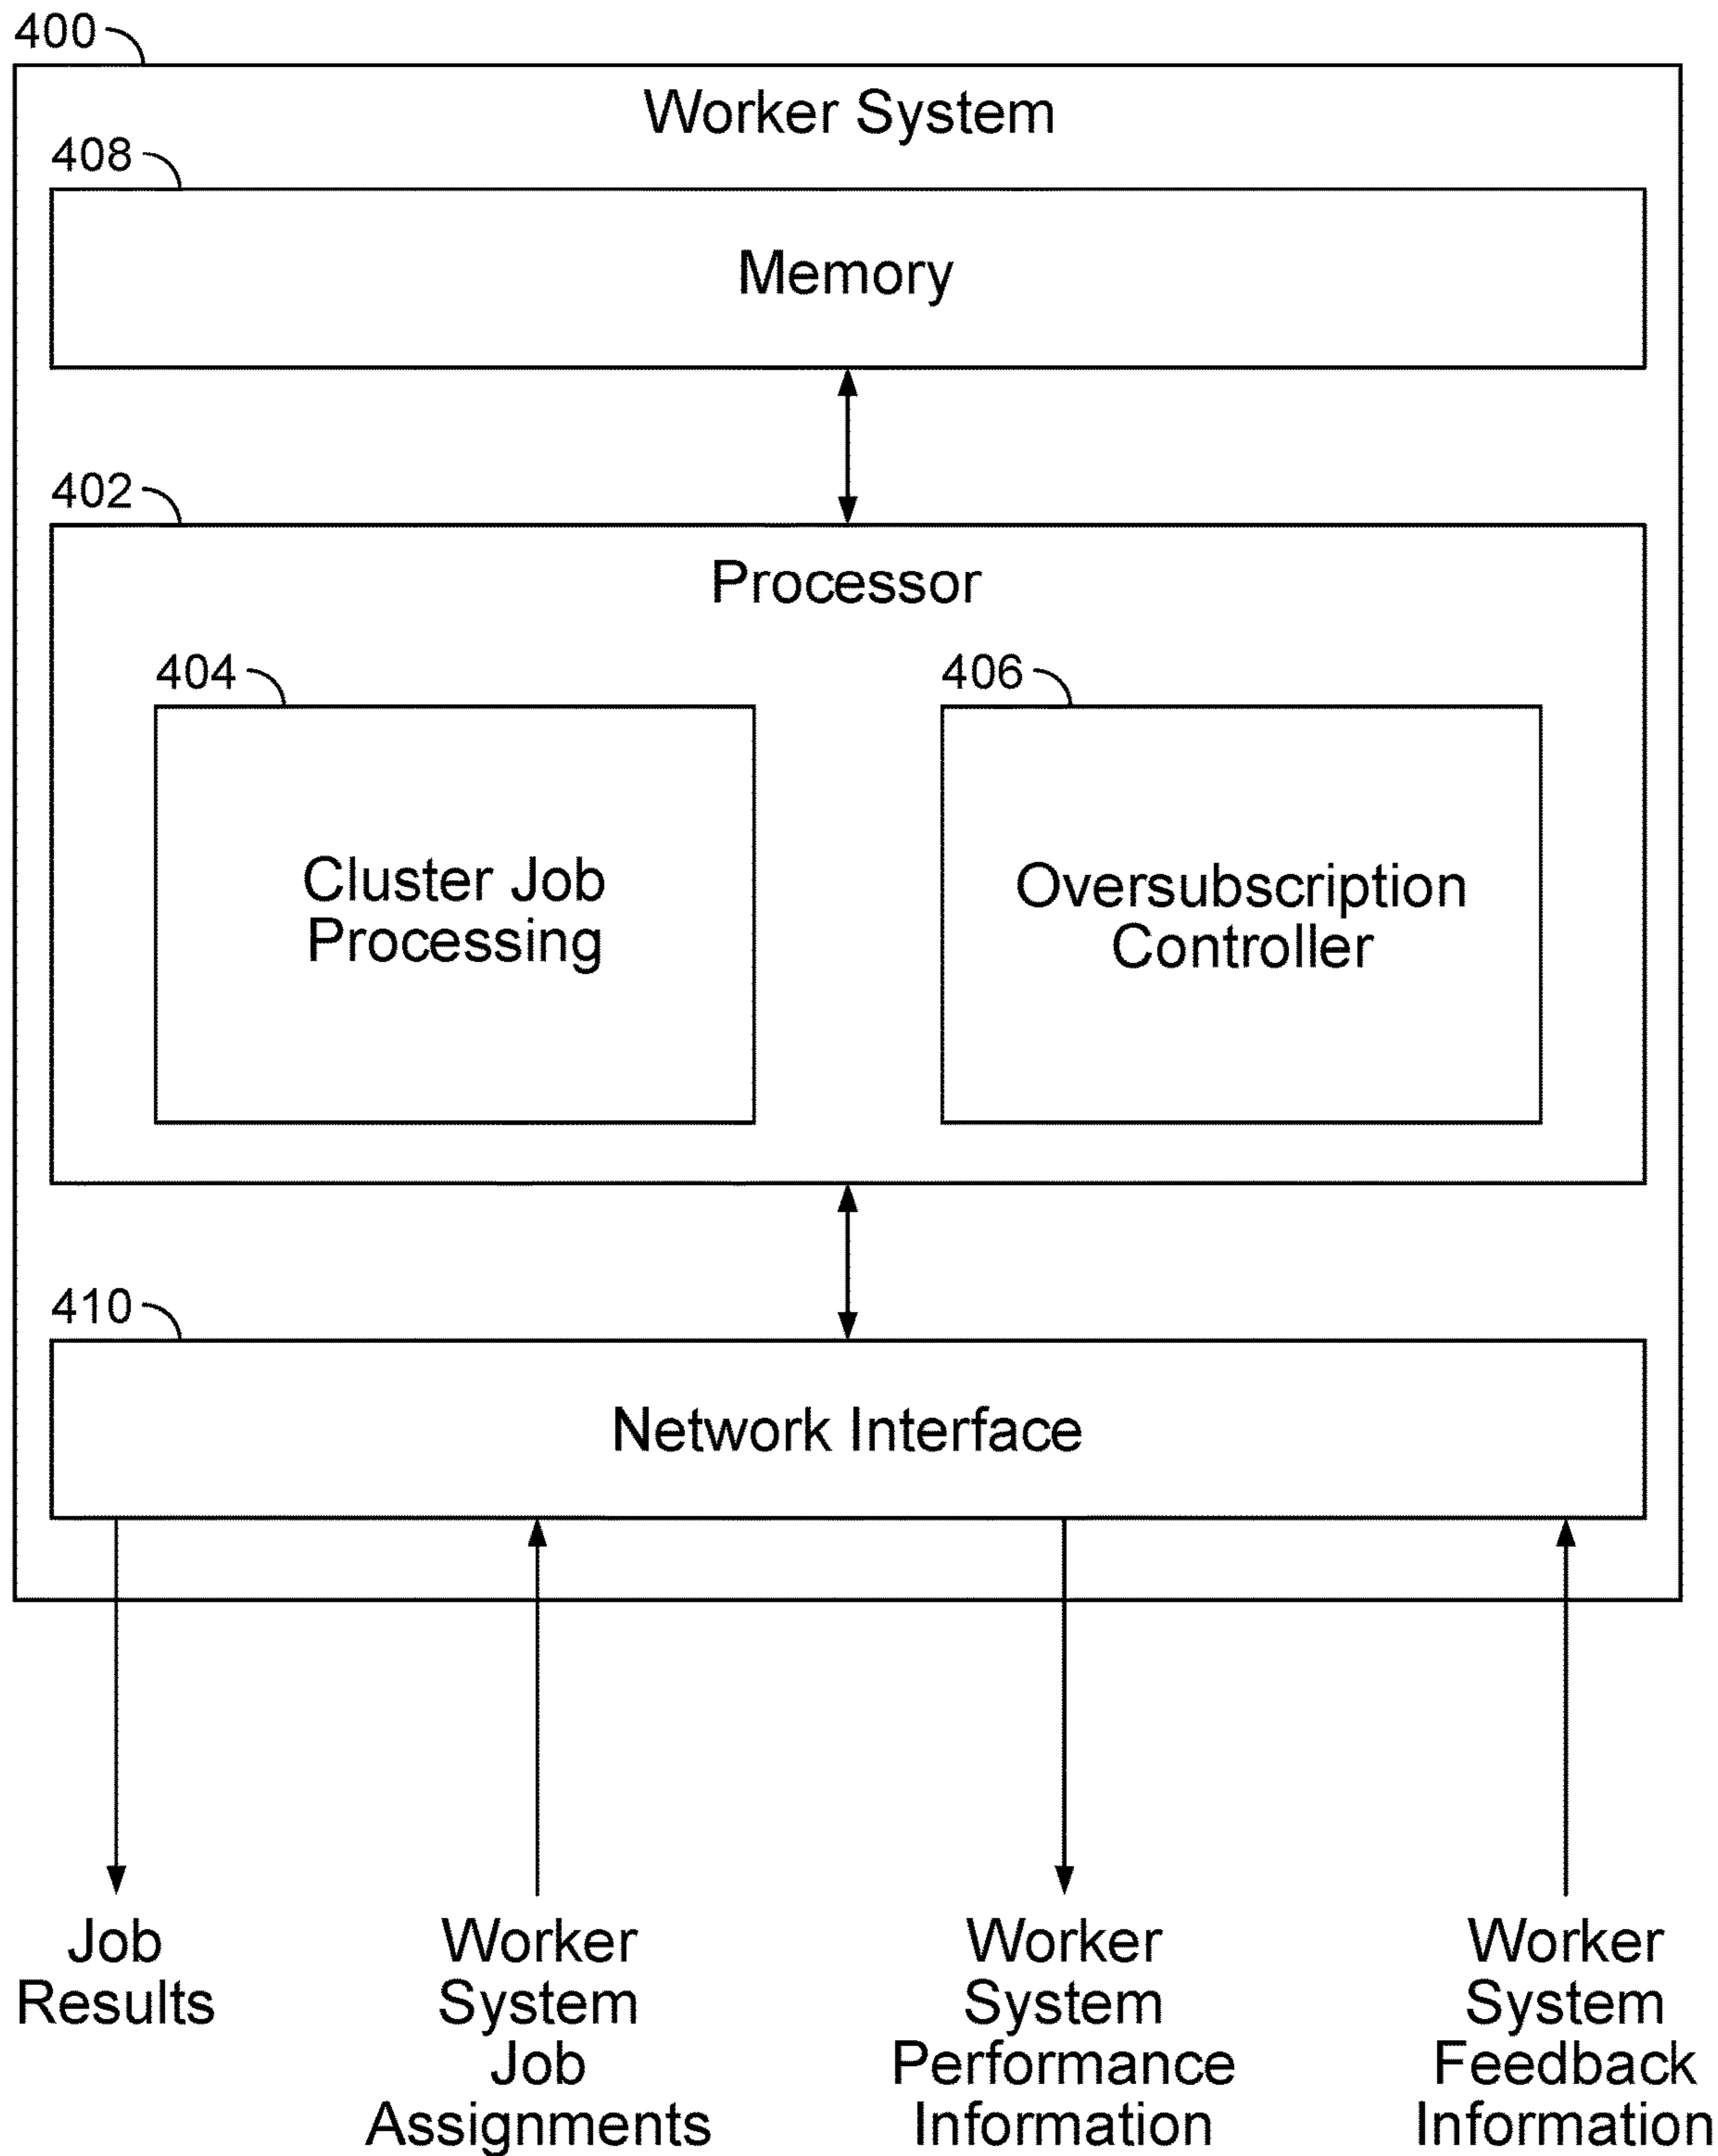 400
Worker System
408
Memory
402
Processor
404
406
Cluster Job
Processing
Oversubscription
Controller
410
Network Interface
Job
Results
Worker
System
Job
Assignments
Worker
System
Performance
Information
Worker
System
Feedback
Information